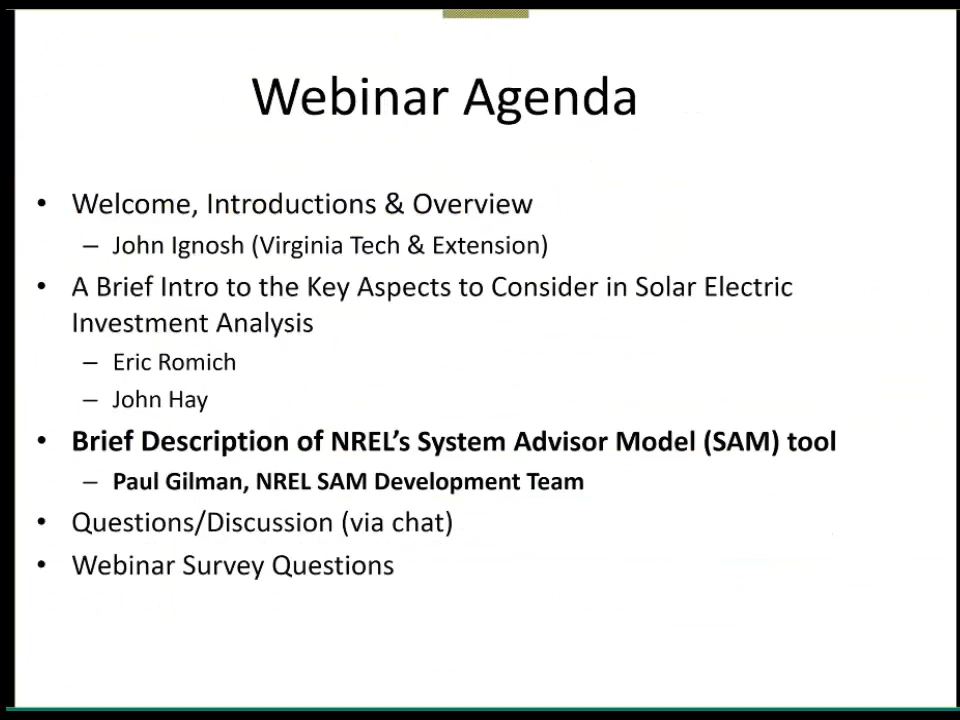 Webinar Agenda
• Welcome, Introductions & Overview
– John Ignosh (Virginia Tech & Extension)
• A Brief Intro to the Key Aspects to Consider in Solar Electric
Investment Analysis
– Eric Romich
– John Hay
• Brief Description of NREL’s System Advisor Model (SAM) tool
– Paul Gilman, NREL SAM Development Team
• Questions/Discussion (via chat)
• Webinar Survey Questions